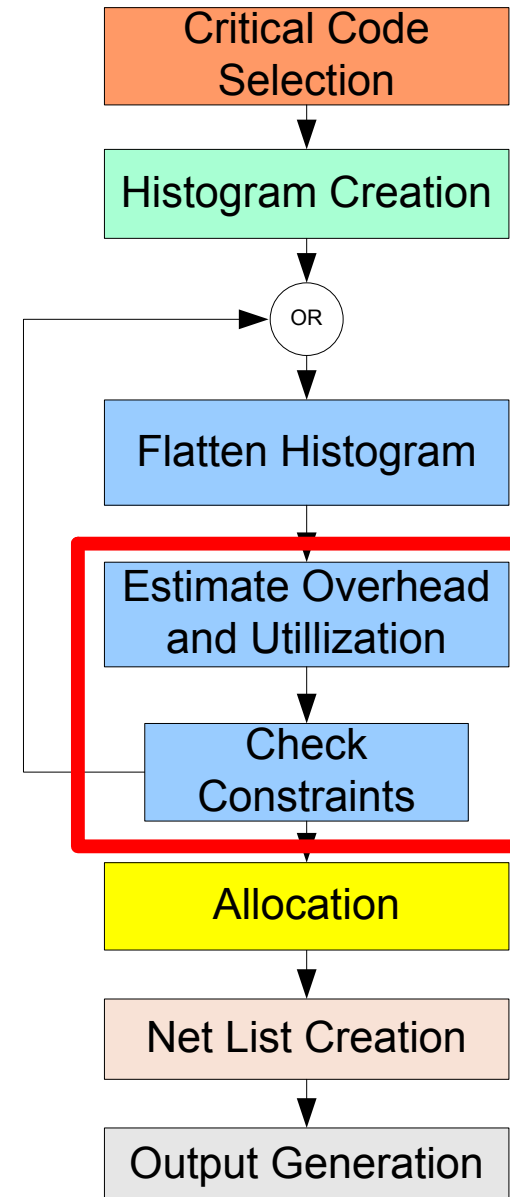 Critical Code
Selection
Histogram Creation
OR
Flatten Histogram
Estimate Overhead
and Utillization
Check
Constraints
Allocation
Net List Creation
Output Generation